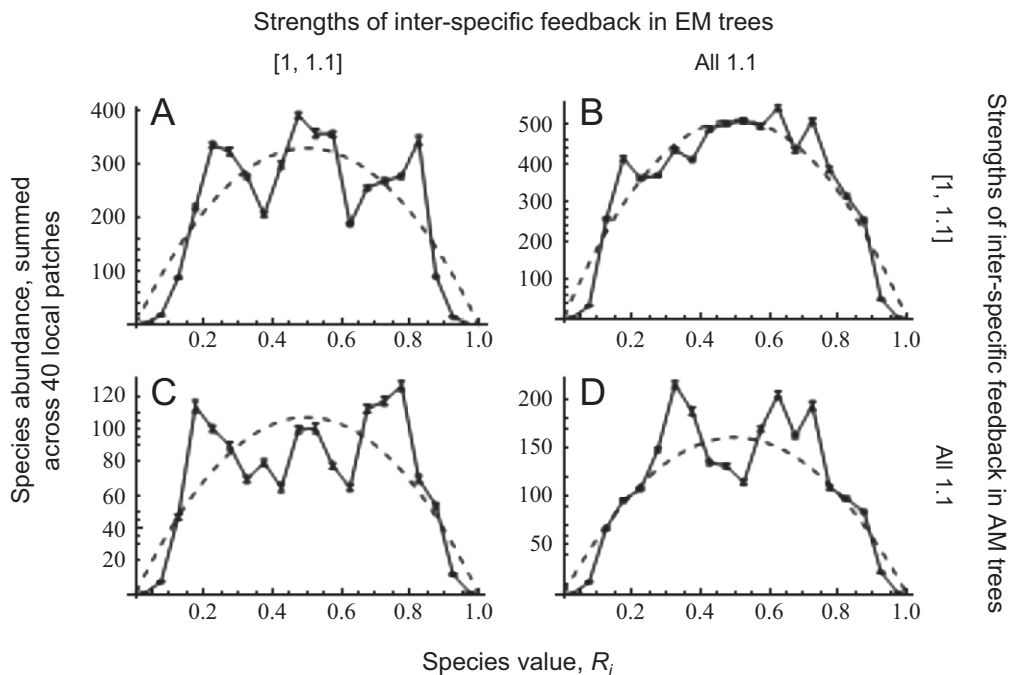 Strengths of inter-specific feedback in EM trees
[1, 1.1]
All 1.1
Species abundance, summed
across 40 local patches
A
400
300
200
100
0.2 0.4 0.6 0.8 1.0
B
500
400
300
200
100
0.2 0.4 0.6 0.8 1.0
C
120
100
80
60
40
20
0.2 0.4 0.6 0.8 1.0
D
200
150
100
50
0.2 0.4 0.6 0.8 1.0
[1, 1.1]
All 1.1
Strengths of inter-specific feedback in AM trees
Species value, Ri